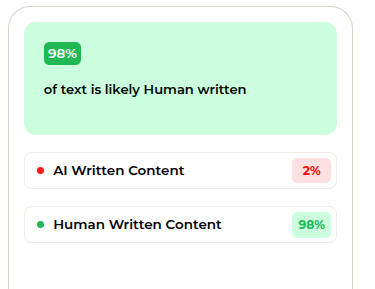 98%
of text is likely Human written
AI Written Content 2%
Human Written Content 98%